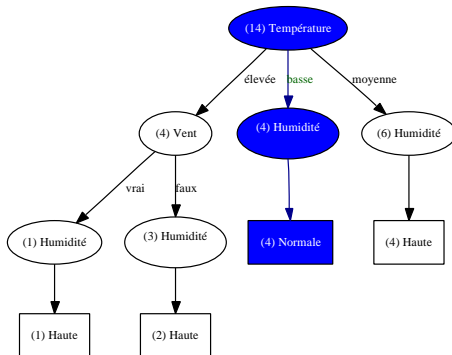 (14) Température
élevée basse moyenne
(4) Vent (4) Humidité (6) Humidité
vrai faux
(1) Humidité (3) Humidité (4) Normale (4) Haute
(1) Haute (2) Haute